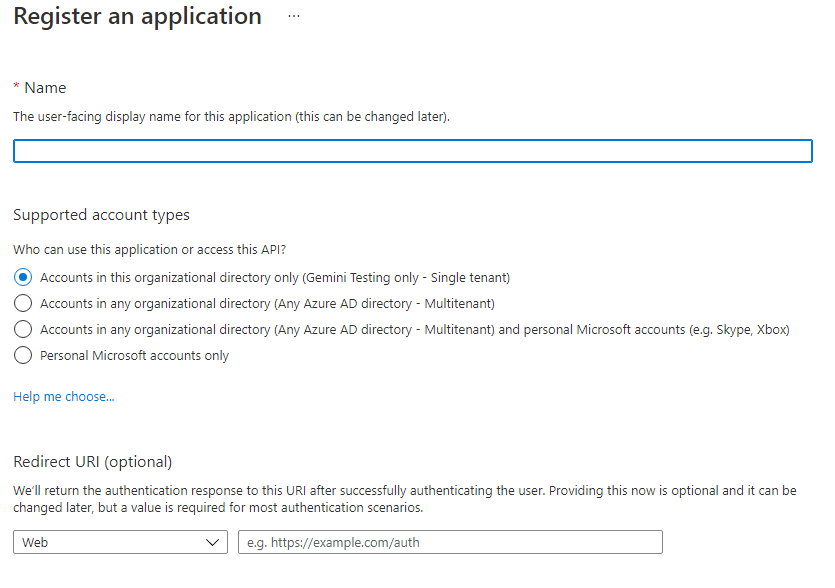 Register an application ...
* Name
The user-facing display name for this application (this can be changed later).
Supported account types
Who can use this application or access this API?
Accounts in this organizational directory only (Gemini Testing only - Single tenant)
Accounts in any organizational directory (Any Azure AD directory - Multitenant)
Accounts in any organizational directory (Any Azure AD directory - Multitenant) and personal Microsoft accounts (e.g. Skype, Xbox)
Personal Microsoft accounts only
Help me choose...
Redirect URI (optional)
We'll return the authentication response to this URI after successfully authenticating the user. Providing this now is optional and it can be
changed later, but a value is required for most authentication scenarios.
Web
e.g. https://example.com/auth